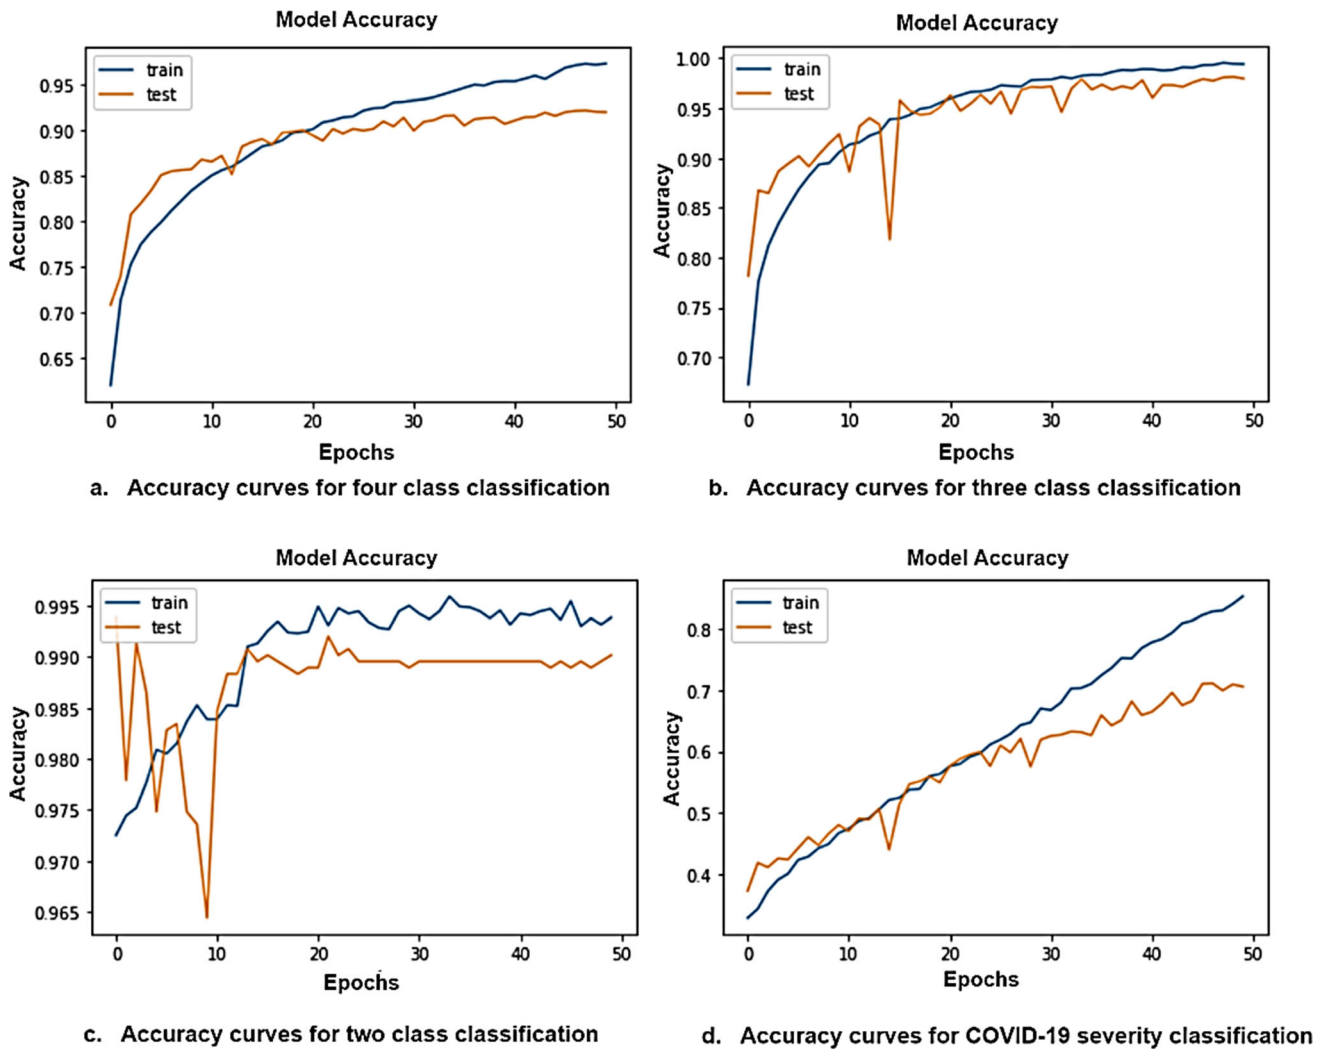 Model Accuracy
train
test
0.95
0.90
0.85
0.80
0.75
0.70
0.65
Accuracy
0 10 20 30 40 50
Epochs
a. Accuracy curves for four class classification
Model Accuracy
train
test
1.00
0.95
0.90
0.85
0.80
0.75
0.70
Accuracy
0 10 20 30 40 50
Epochs
b. Accuracy curves for three class classification
Model Accuracy
train
test
0.995
0.990
0.985
0.980
0.975
0.970
0.965
Accuracy
0 10 20 30 40 50
Epochs
c. Accuracy curves for two class classification
Model Accuracy
train
test
0.8
0.7
0.6
0.5
0.4
Accuracy
0 10 20 30 40 50
Epochs
d. Accuracy curves for COVID-19 severity classification